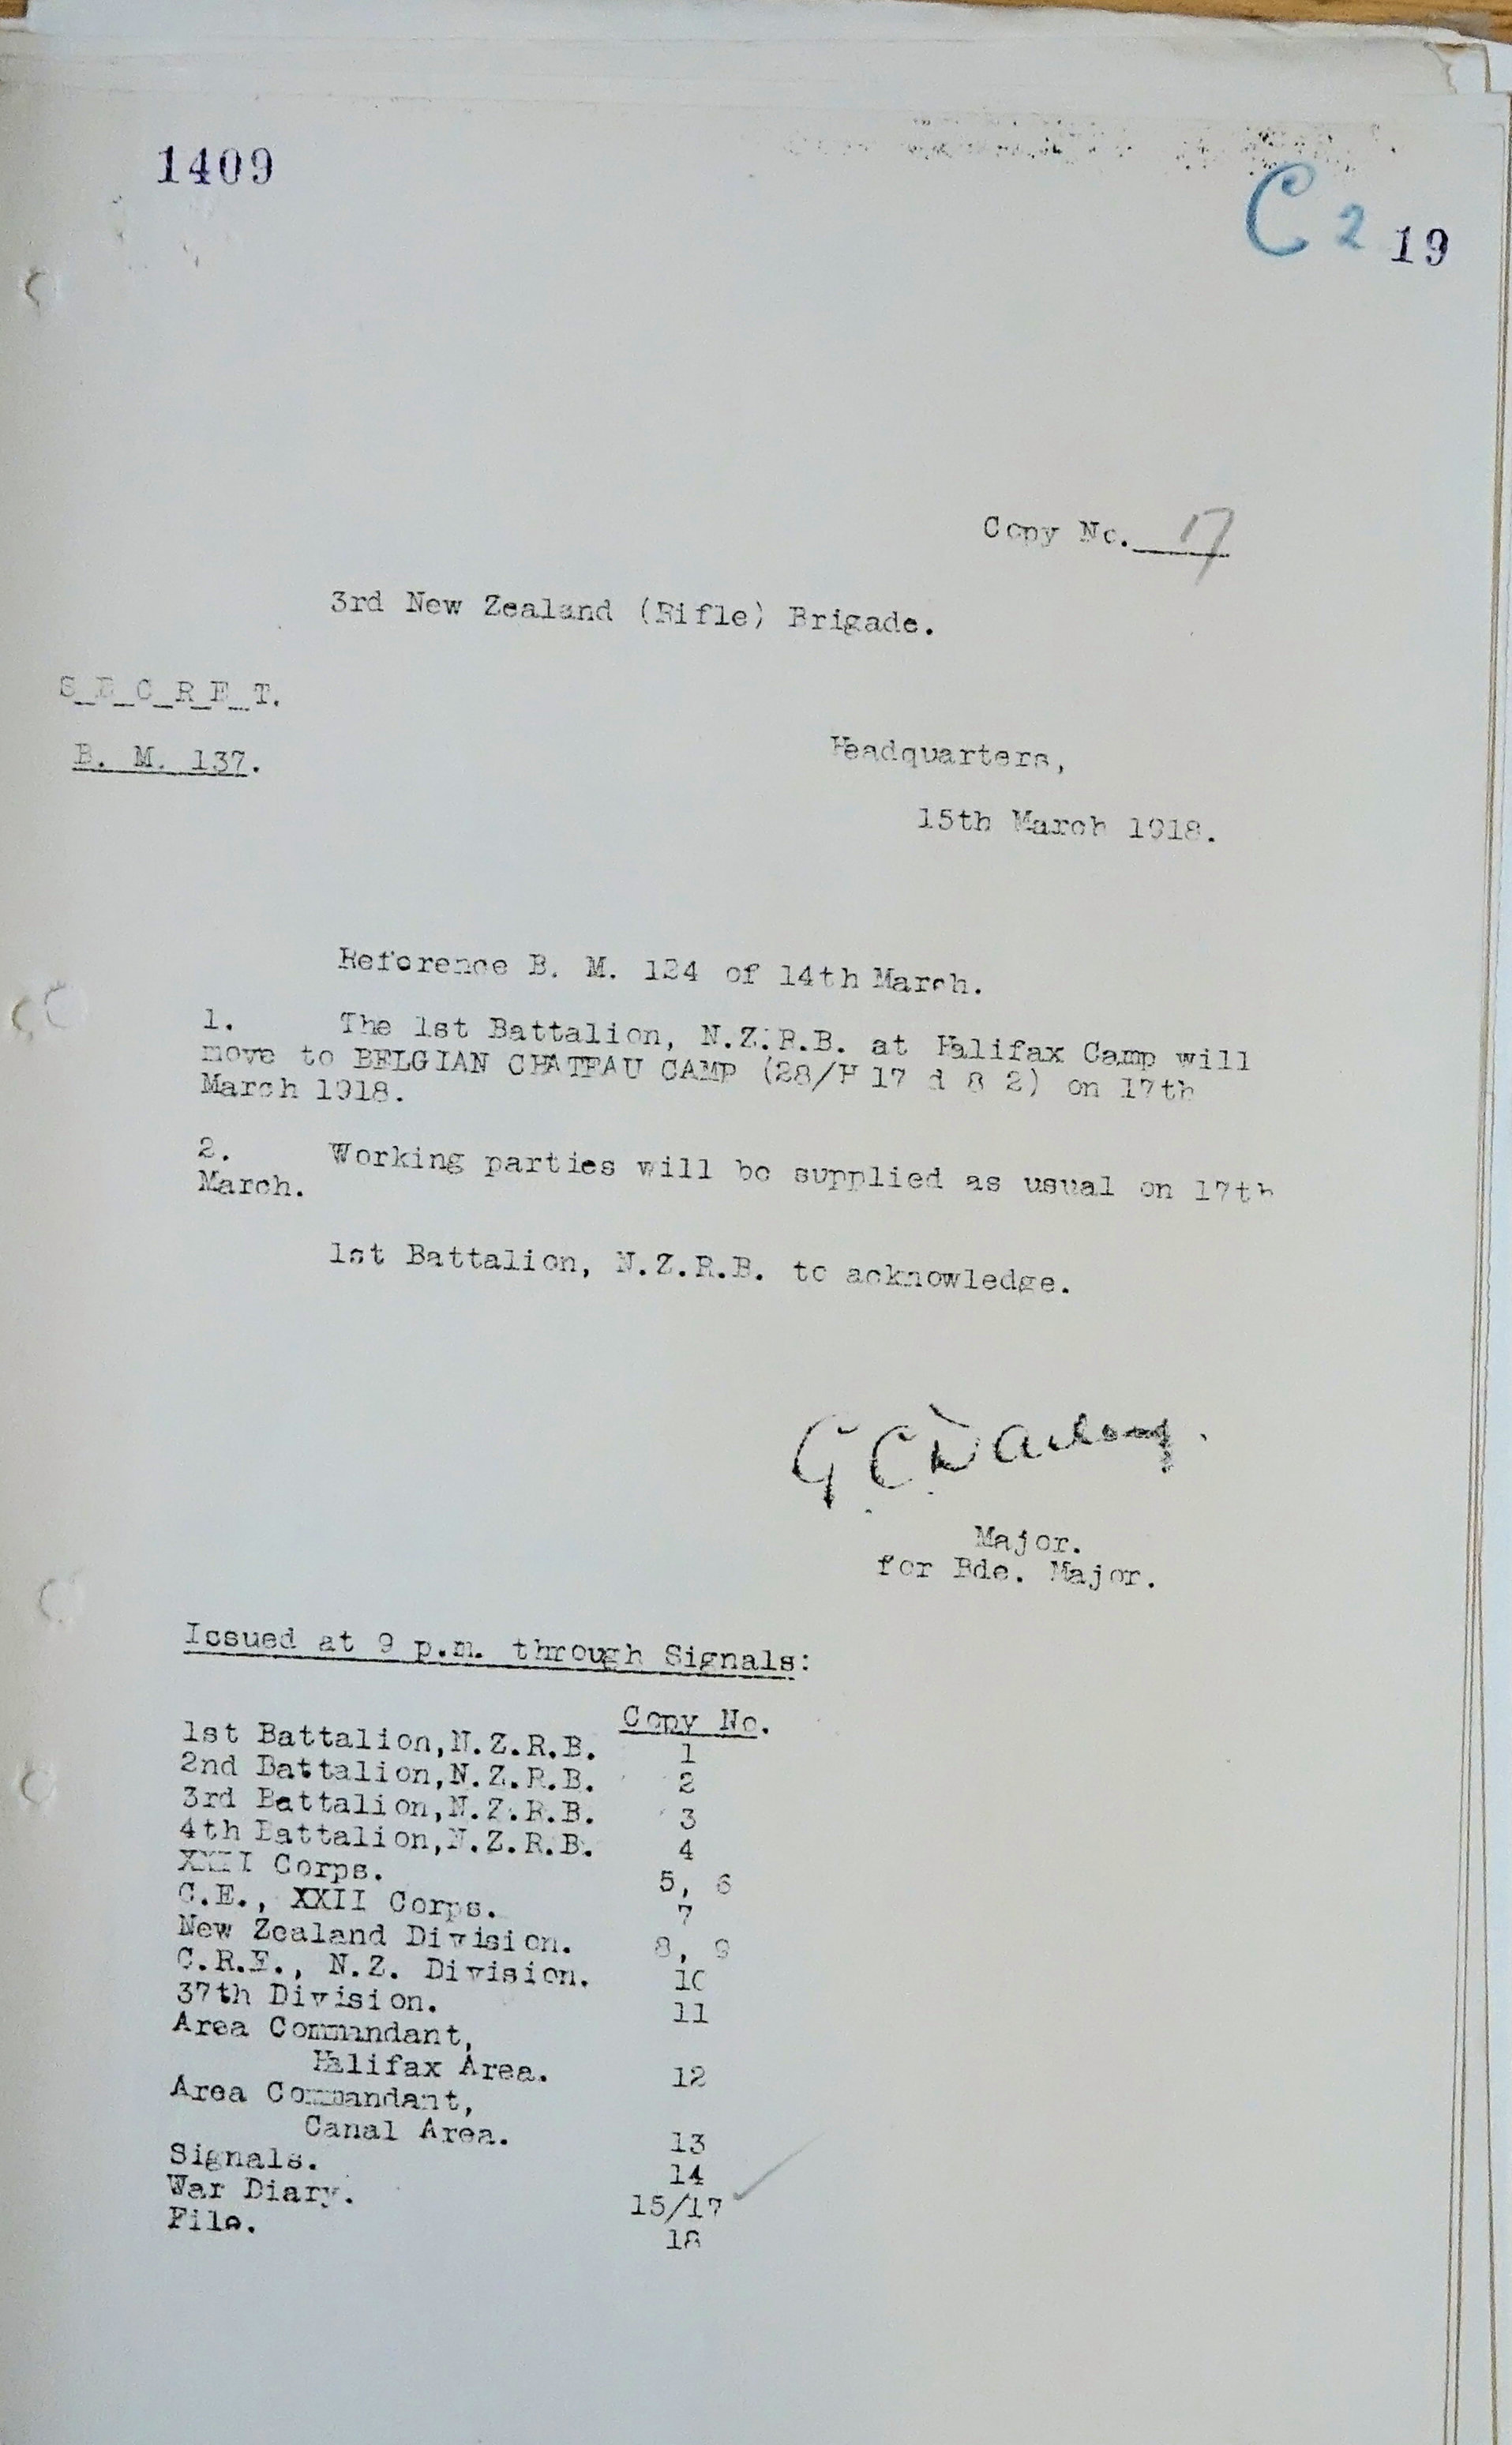 1409
C 2 19
Copy No. 17
3rd New Zealand (Rifle) Brigade.
S_E_C_R_E_T.
B. M. 137.
Headquarters,
15th March 1918.
Reference B. M. 124 of 14th March.
1. The 1st Battalion, N.Z.R.B. at Halifax Camp will
move to BELGIAN CHATEAU CAMP (28/H 17 d 8 2) on 17th
March 1918.
2. Working parties will be supplied as usual on 17th
March.
1st Battalion, N.Z.R.B. to acknowledge.
G C
Major.
for Bde. Major.
Issued at 9 p.m. through Signals:
Copy No.
1st Battalion,N.Z.R.B. 1
2nd Battalion,N.Z.R.B. 2
3rd Battalion,N.Z.R.B. 3
4th Battalion,N.Z.R.B. 4
XXII Corps. 5, 6
C.E., XXII Corps. 7
New Zealand Division. 8, 9
C.R.E., N.Z. Division. 10
37th Division. 11
Area Commandant,
Halifax Area. 12
Area Commandant,
Canal Area. 13
Signals. 14
War Diary. 15/17
File. 18